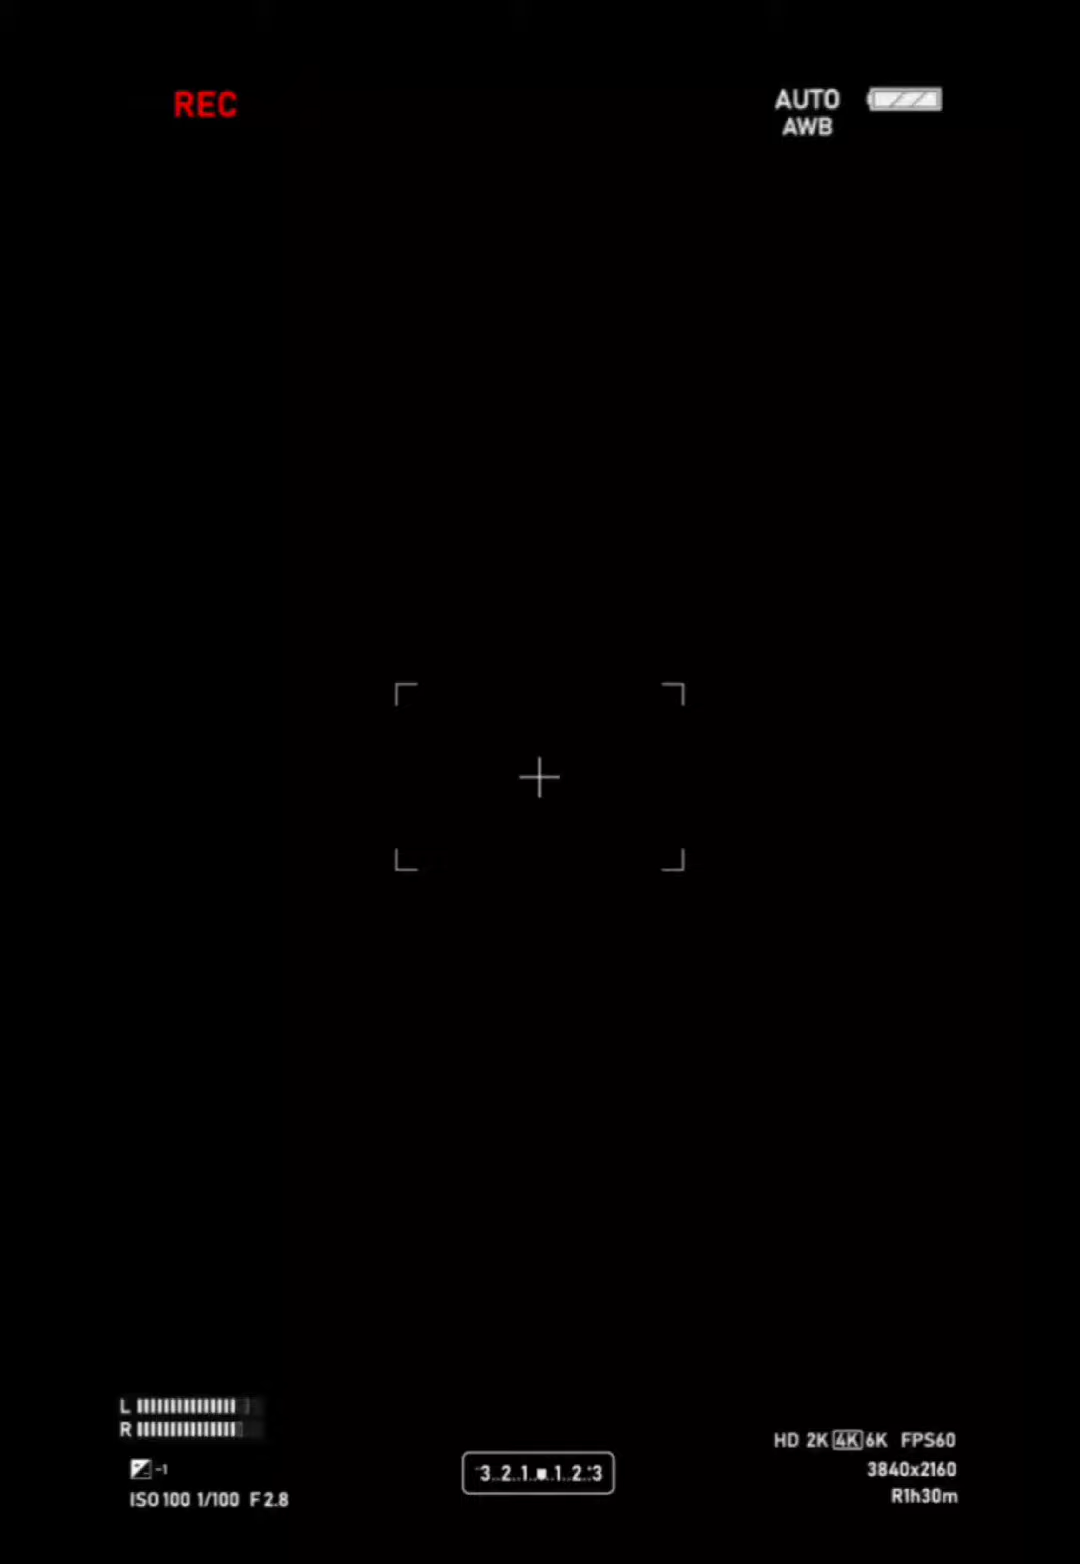 REC
AUTO
AWB
L
R
-1
ISO 100 1/100 F 2.8
-3..2..1..■..1..2..+3
HD 2K 4K 6K FPS60
3840x2160
R1h30m